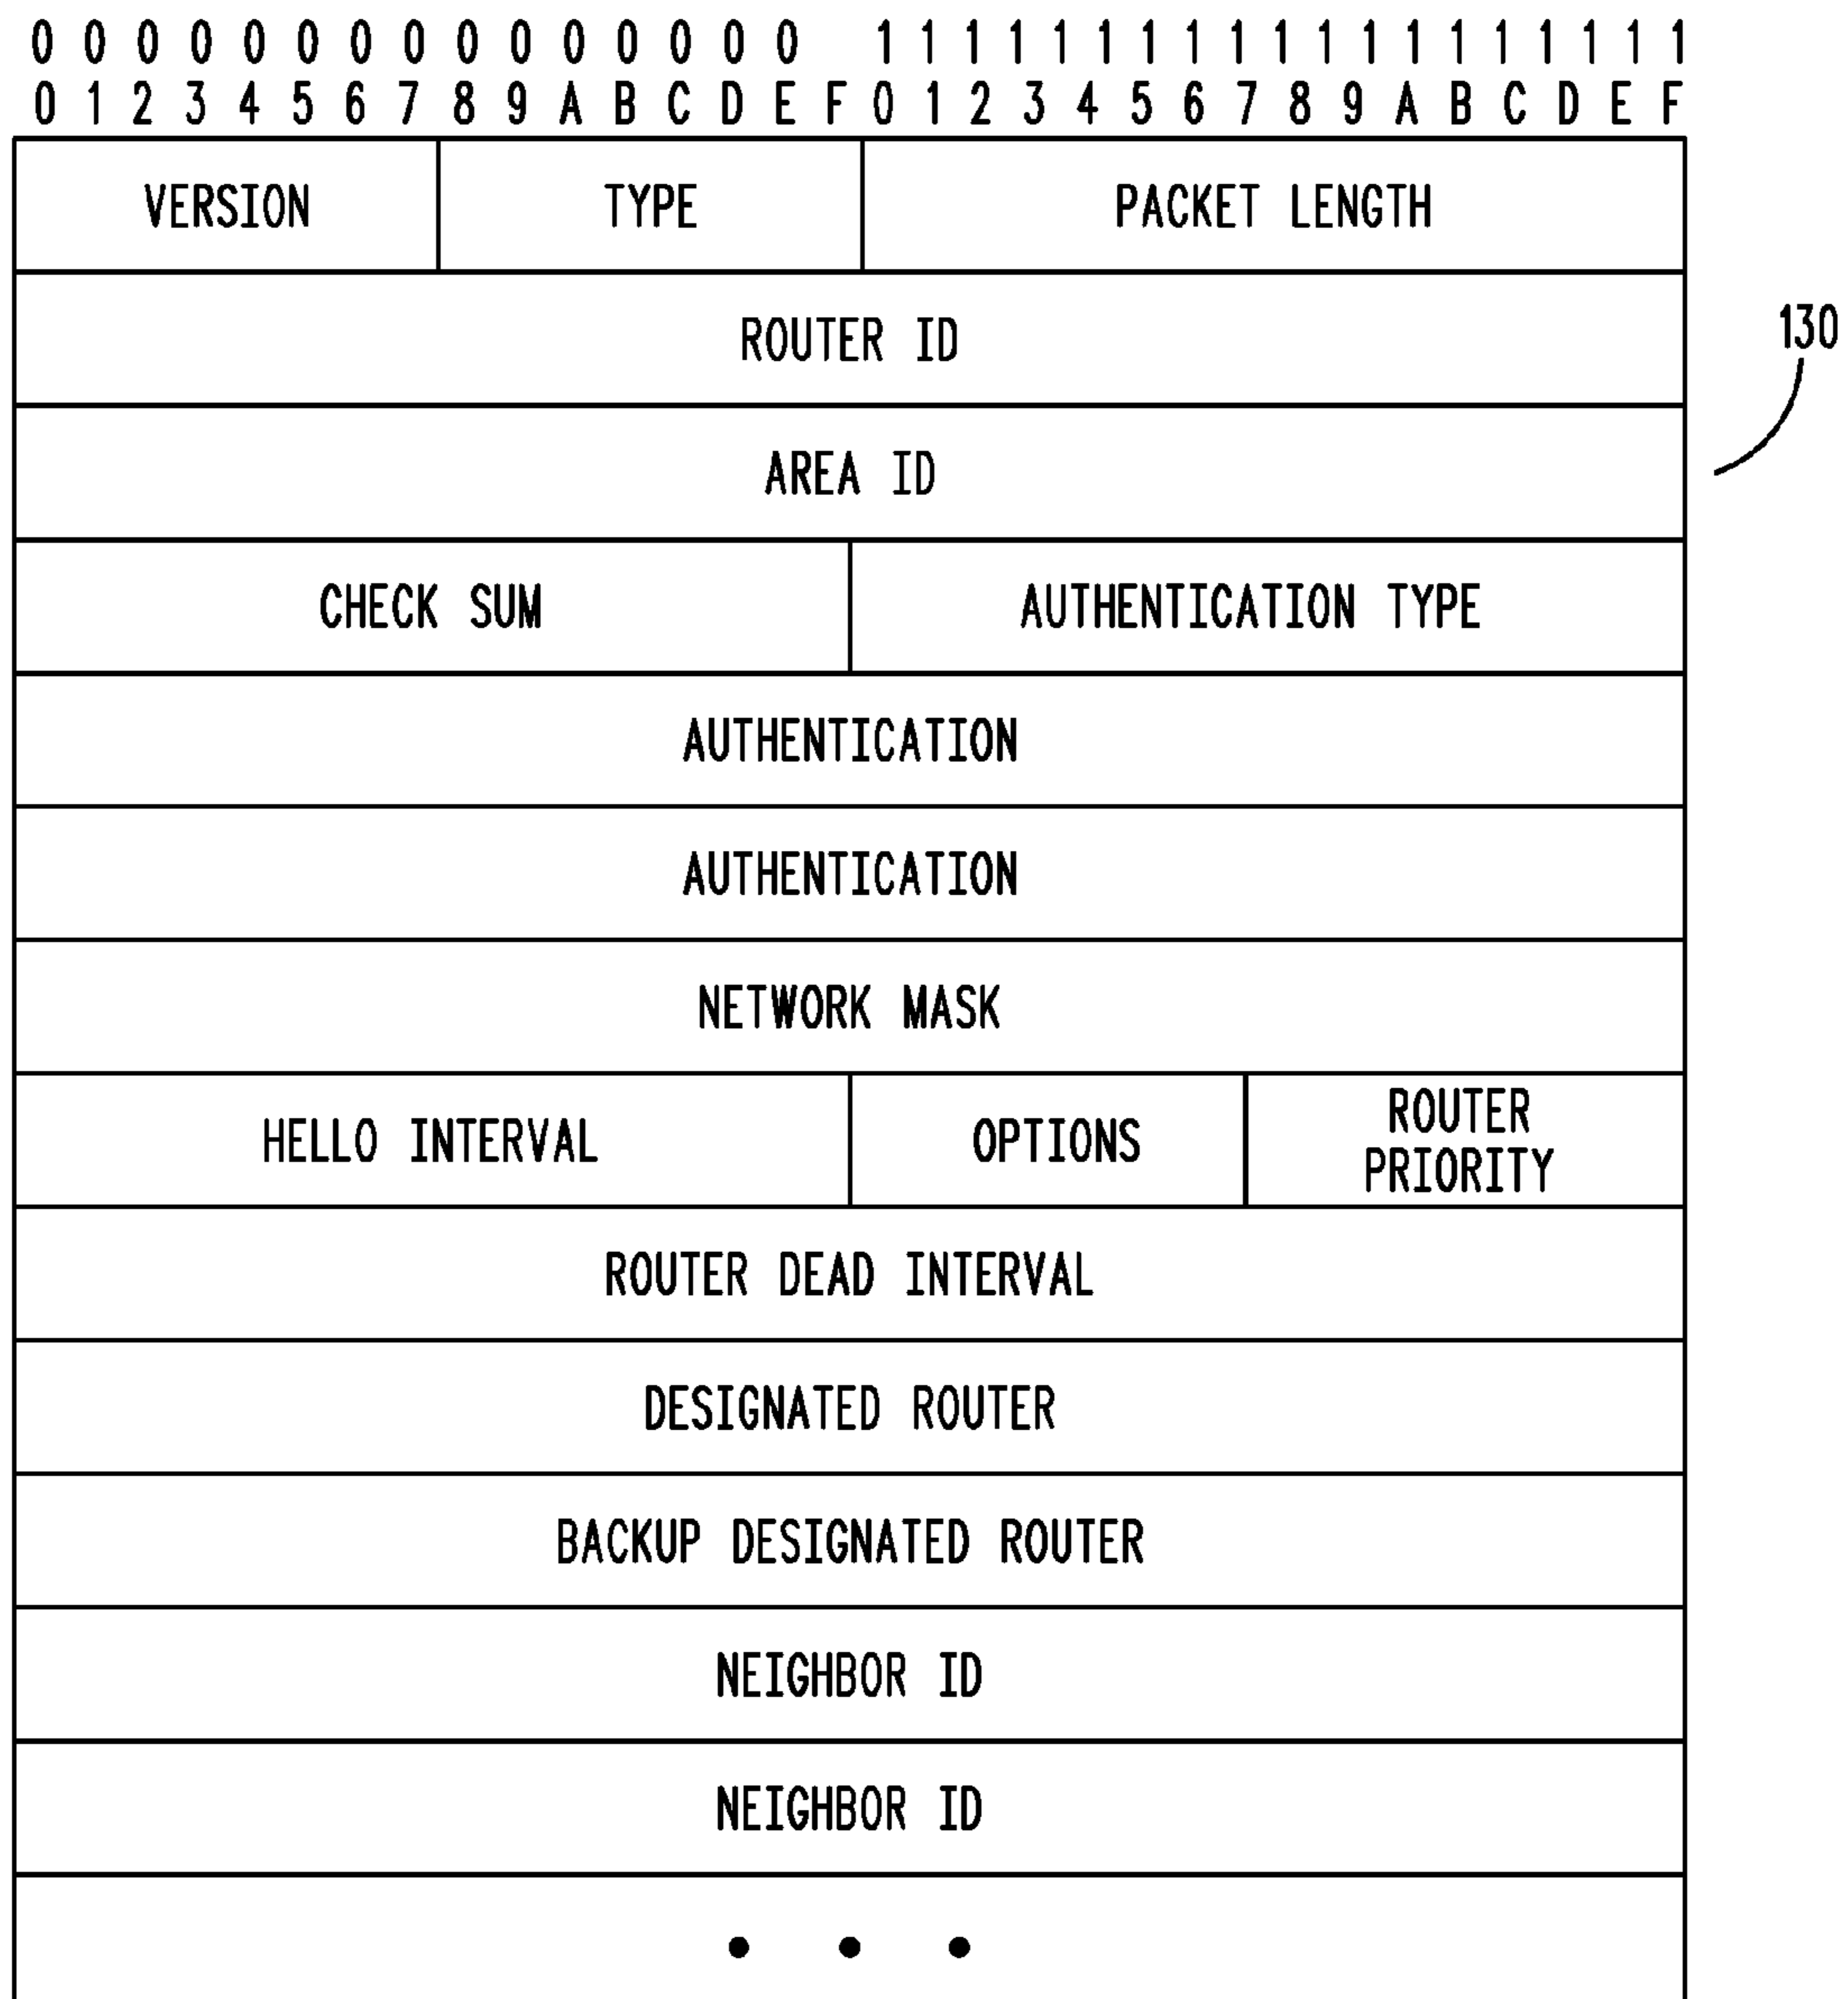 0 0 0 0 0 0 0 0 0 0 0 0 0 0 0 1 1 1 1 1 1 1 1 1 1 1 1 1 1 1 1 1 1 1
0 1 2 3 4 5 6 7 8 9 A B C D E F 0 1 2 3 4 5 6 7 8 9 A B C D E F
VERSION
TYPE
PACKET LENGTH
ROUTER ID
130
AREA ID
CHECK SUM
AUTHENTICATION TYPE
AUTHENTICATION
AUTHENTICATION
NETWORK MASK
HELLO INTERVAL
OPTIONS
ROUTER
PRIORITY
ROUTER DEAD INTERVAL
DESIGNATED ROUTER
BACKUP DESIGNATED ROUTER
NEIGHBOR ID
NEIGHBOR ID
• • •